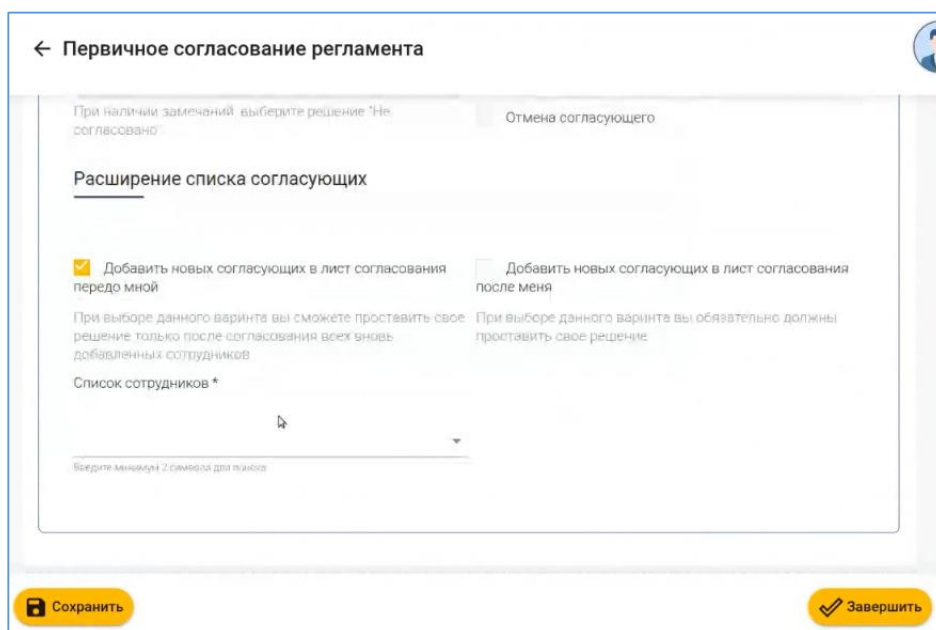 Первичное согласование регламента
При наличии замечаний, выберите решение "Не
согласовано"
Отмена согласующего
Расширение списка согласующих
Добавить новых согласующих в лист согласования
передо мной
Добавить новых согласующих в лист согласования
после меня
При выборе данного варинта вы сможете проставить свое
решение только после согласования всех вновь
добавленных сотрудников
При выборе данного варинта вы обязательно должны
проставить свое решение
Список сотрудников *
Введите минимум 2 символа для поиска
Сохранить
Завершить